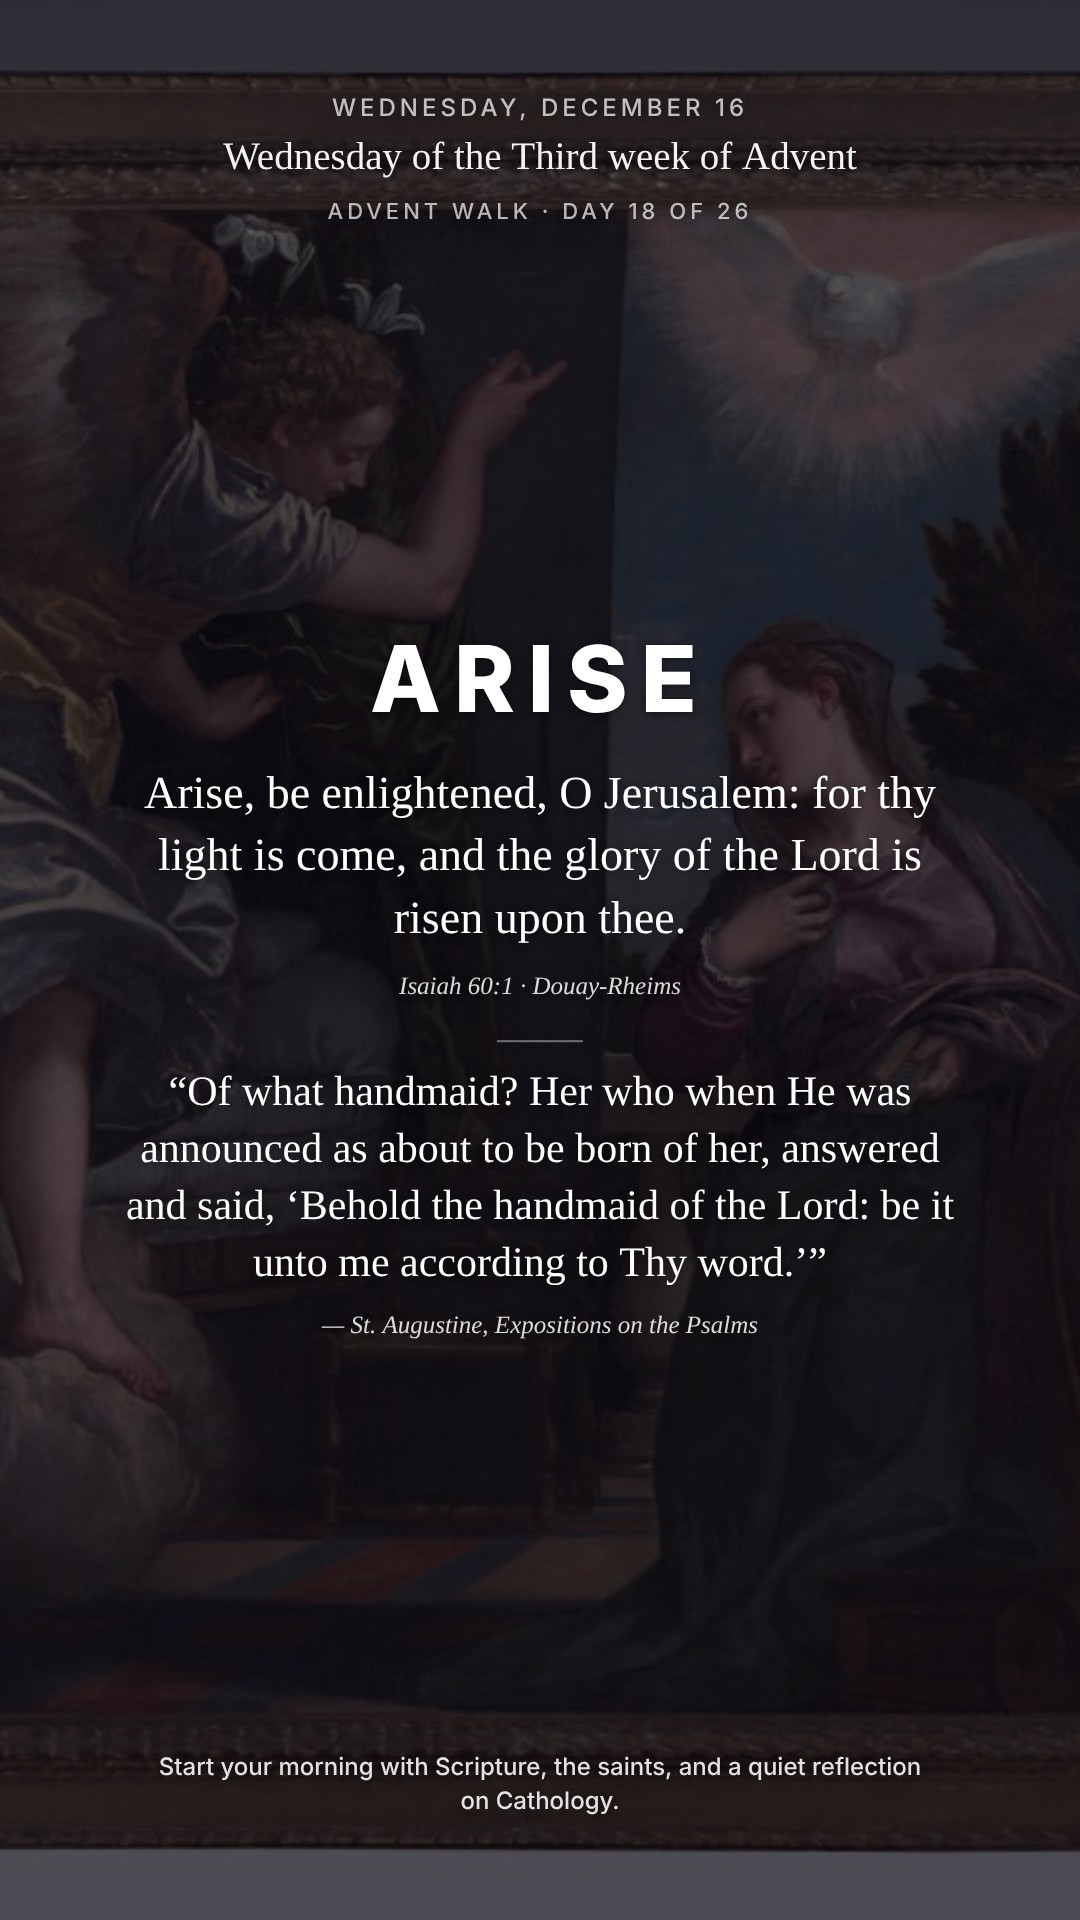 WEDNESDAY, DECEMBER 16
Wednesday of the Third week of Advent
ADVENT WALK · DAY 18 OF 26
ARISE
Arise, be enlightened, O Jerusalem: for thy
light is come, and the glory of the Lord is
risen upon thee.
Isaiah 60:1 · Douay-Rheims
“Of what handmaid? Her who when He was
announced as about to be born of her, answered
and said, ‘Behold the handmaid of the Lord: be it
unto me according to Thy word.’”
— St. Augustine, Expositions on the Psalms
Start your morning with Scripture, the saints, and a quiet reflection
on Cathology.